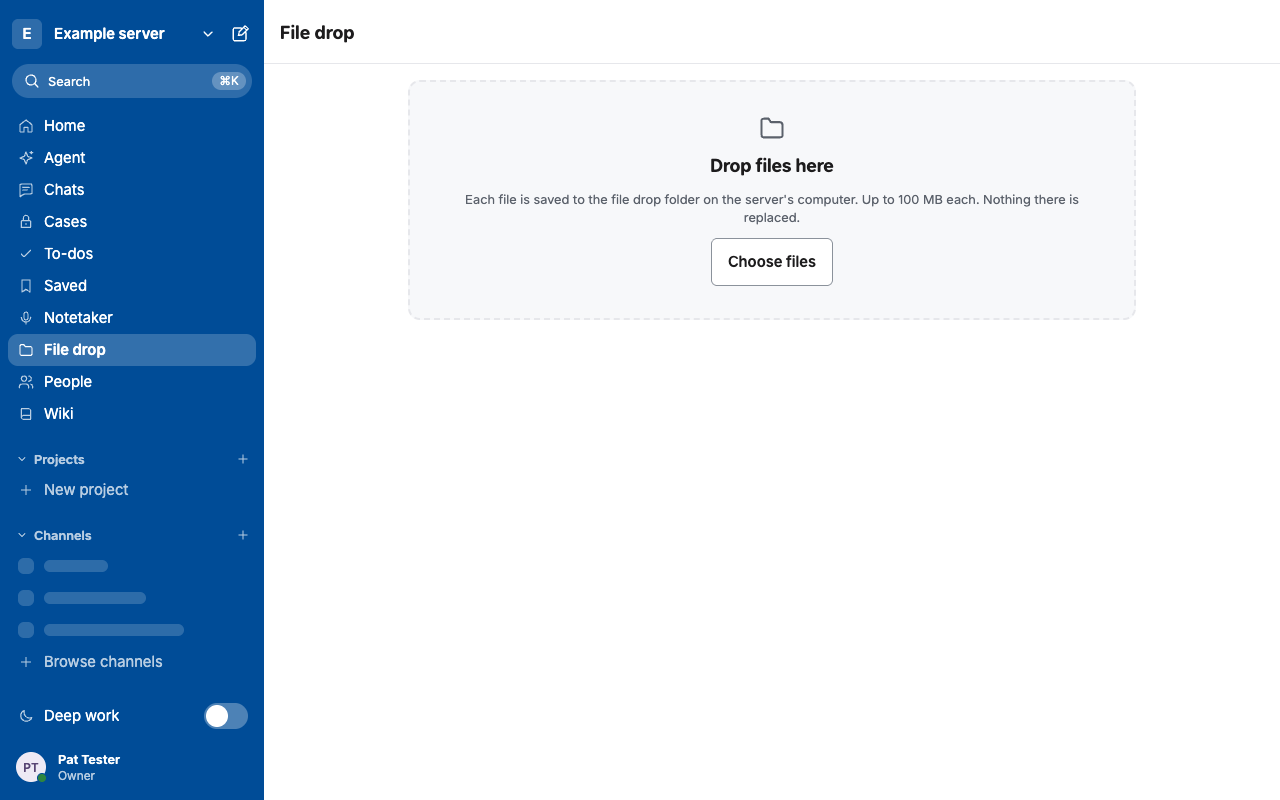 E Example server
Search ⌘K
Home
Agent
Chats
Cases
To-dos
Saved
Notetaker
File drop
People
Wiki
Projects
New project
Channels
Browse channels
Deep work
PT Pat Tester
Owner
File drop
Drop files here
Each file is saved to the file drop folder on the server's computer. Up to 100 MB each. Nothing there is
replaced.
Choose files